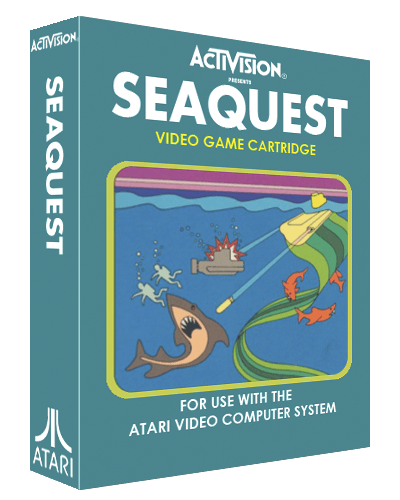 ACTIVISION®
SEAQUEST
ATARI
ACTIVISION®
PRESENTS
SEAQUEST
VIDEO GAME CARTRIDGE
FOR USE WITH THE
ATARI VIDEO COMPUTER SYSTEM